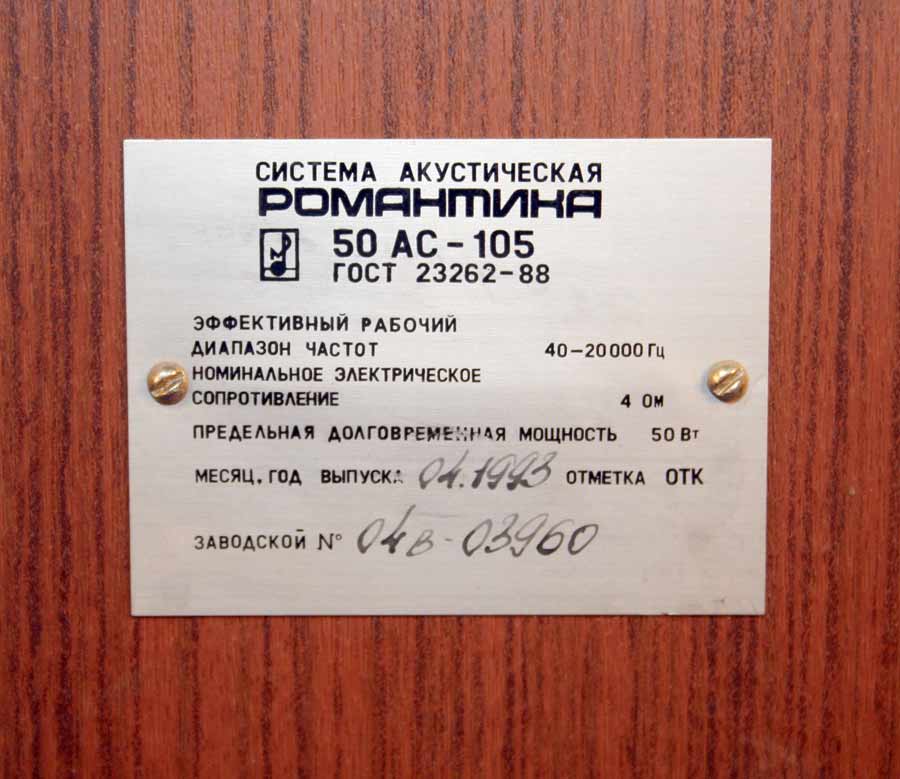 СИСТЕМА АКУСТИЧЕСКАЯ
РОМАНТИКА
50 АС-105
ГОСТ 23262-88
ЭФФЕКТИВНЫЙ РАБОЧИЙ
ДИАПАЗОН ЧАСТОТ 40-20000 Гц
НОМИНАЛЬНОЕ ЭЛЕКТРИЧЕСКОЕ
СОПРОТИВЛЕНИЕ 4 Ом
ПРЕДЕЛЬНАЯ ДОЛГОВРЕМЕННАЯ МОЩНОСТЬ 50 Вт
МЕСЯЦ, ГОД ВЫПУСКА 04.1993 ОТМЕТКА ОТК
ЗАВОДСКОЙ № 04в-03960